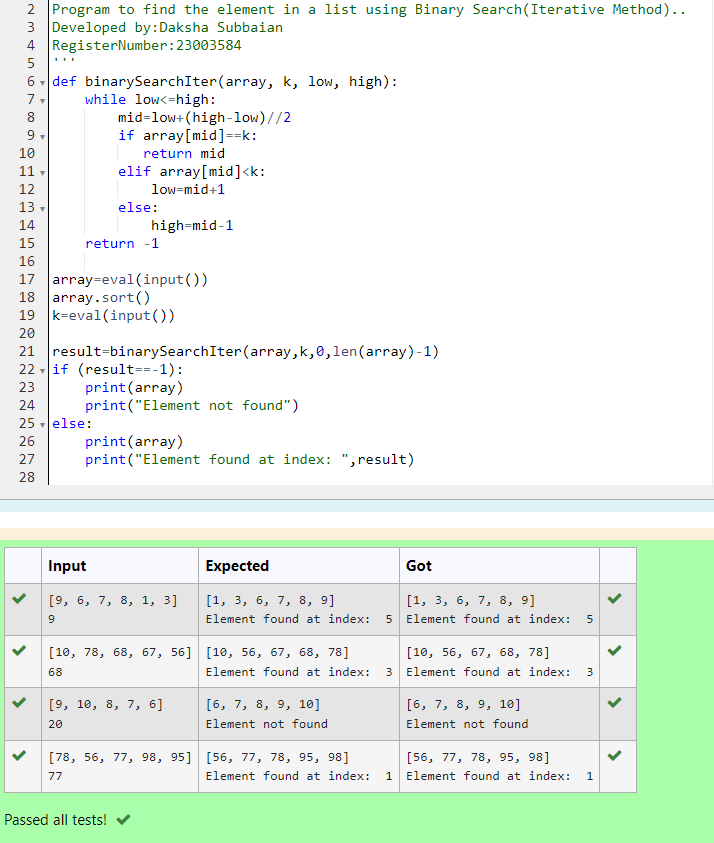 2 Program to find the element in a list using Binary Search(Iterative Method)..
3 Developed by:Daksha Subbaian
4 RegisterNumber:23003584
5 '''
6 def binarySearchIter(array, k, low, high):
7     while low<=high:
8         mid=low+(high-low)//2
9         if array[mid]==k:
10            return mid
11        elif array[mid]<k:
12            low=mid+1
13        else:
14            high=mid-1
15    return -1
16
17 array=eval(input())
18 array.sort()
19 k=eval(input())
20
21 result=binarySearchIter(array,k,0,len(array)-1)
22 if (result==-1):
23     print(array)
24     print("Element not found")
25 else:
26     print(array)
27     print("Element found at index: ",result)
28
Input Expected Got
[9, 6, 7, 8, 1, 3] [1, 3, 6, 7, 8, 9] [1, 3, 6, 7, 8, 9]
9 Element found at index:  5 Element found at index:  5
[10, 78, 68, 67, 56] [10, 56, 67, 68, 78] [10, 56, 67, 68, 78]
68 Element found at index:  3 Element found at index:  3
[9, 10, 8, 7, 6] [6, 7, 8, 9, 10] [6, 7, 8, 9, 10]
20 Element not found Element not found
[78, 56, 77, 98, 95] [56, 77, 78, 95, 98] [56, 77, 78, 95, 98]
77 Element found at index:  1 Element found at index:  1
Passed all tests!